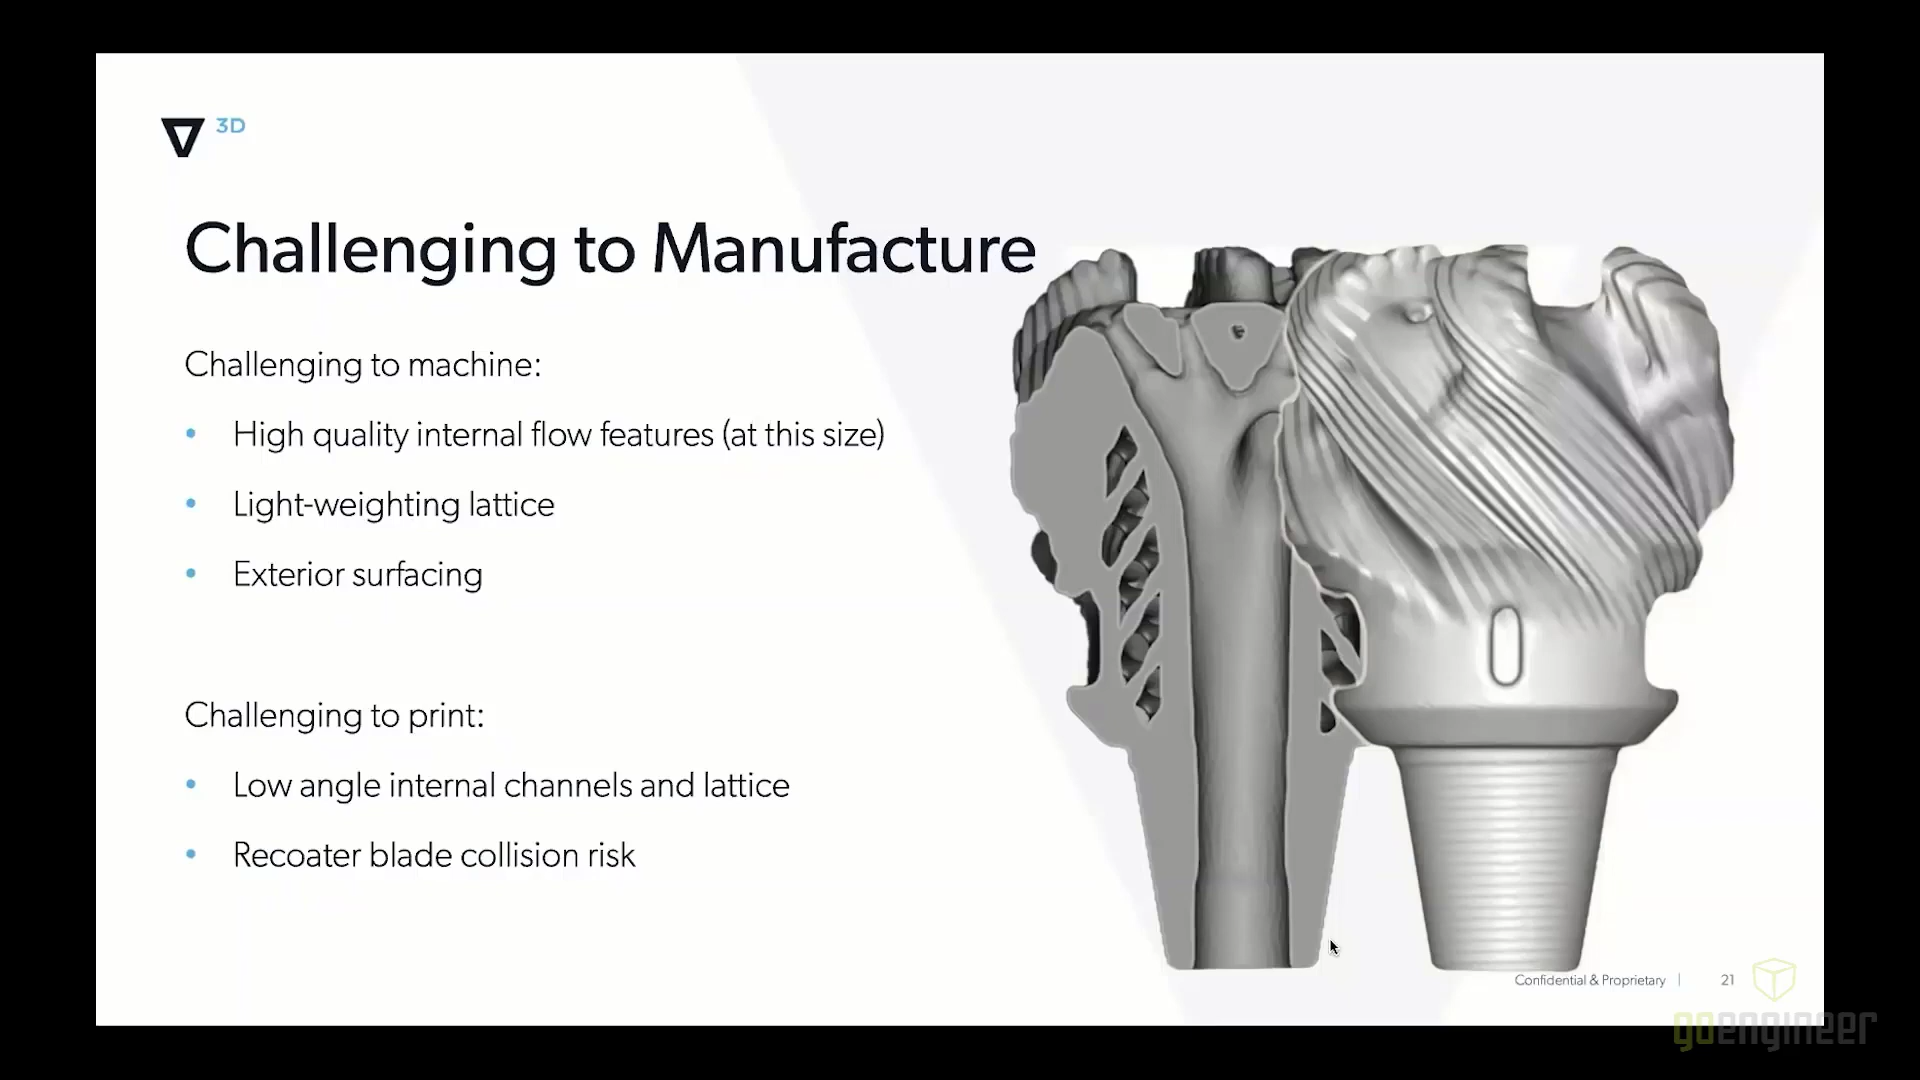 3D
Challenging to Manufacture
Challenging to machine:
• High quality internal flow features (at this size)
• Light-weighting lattice
• Exterior surfacing
Challenging to print:
• Low angle internal channels and lattice
• Recoater blade collision risk
Confidential & Proprietary | 21
goengineer